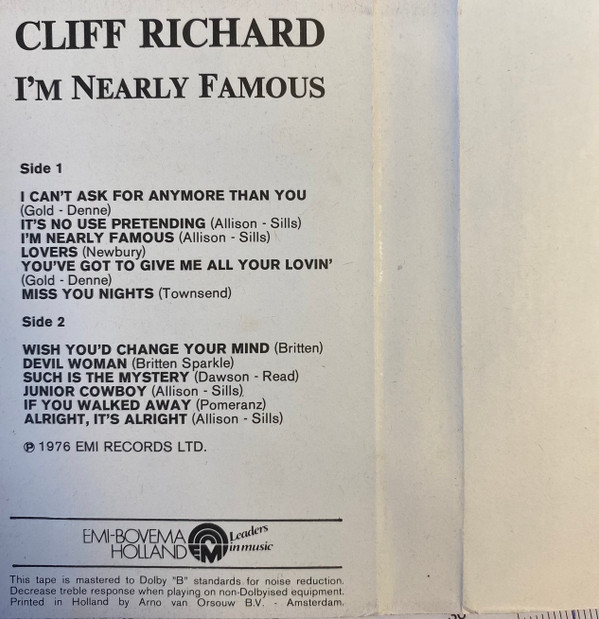 CLIFF RICHARD
I'M NEARLY FAMOUS
Side 1
I CAN'T ASK FOR ANYMORE THAN YOU
(Gold - Denne)
IT'S NO USE PRETENDING (Allison - Sills)
I'M NEARLY FAMOUS (Allison - Sills)
LOVERS (Newbury)
YOU'VE GOT TO GIVE ME ALL YOUR LOVIN'
(Gold - Denne)
MISS YOU NIGHTS (Townsend)
Side 2
WISH YOU'D CHANGE YOUR MIND (Britten)
DEVIL WOMAN (Britten Sparkle)
SUCH IS THE MYSTERY (Dawson - Read)
JUNIOR COWBOY (Allison - Sills)
IF YOU WALKED AWAY (Pomeranz)
ALRIGHT, IT'S ALRIGHT (Allison - Sills)
℗ 1976 EMI RECORDS LTD.
EMI-BOVEMA
HOLLAND
EM
Leaders
in music
This tape is mastered to Dolby "B" standards for noise reduction.
Decrease treble response when playing on non-Dolbyised equipment.
Printed in Holland by Arno van Orsouw B.V. - Amsterdam.